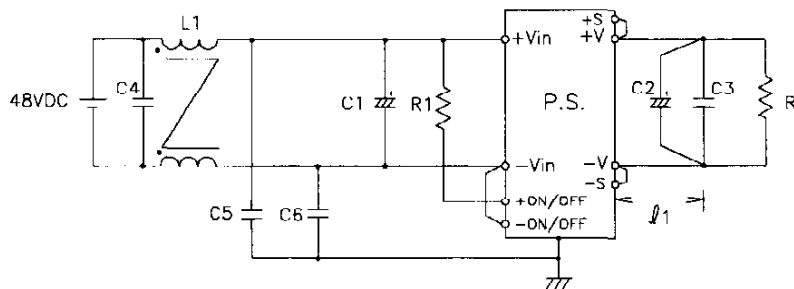 L1
+S
+V
+Vin
48VDC
C4
C1
R1
P.S.
C2
C3
R
-Vin
-V
-S
+ON/OFF
-ON/OFF
C5
C6
ℓ1